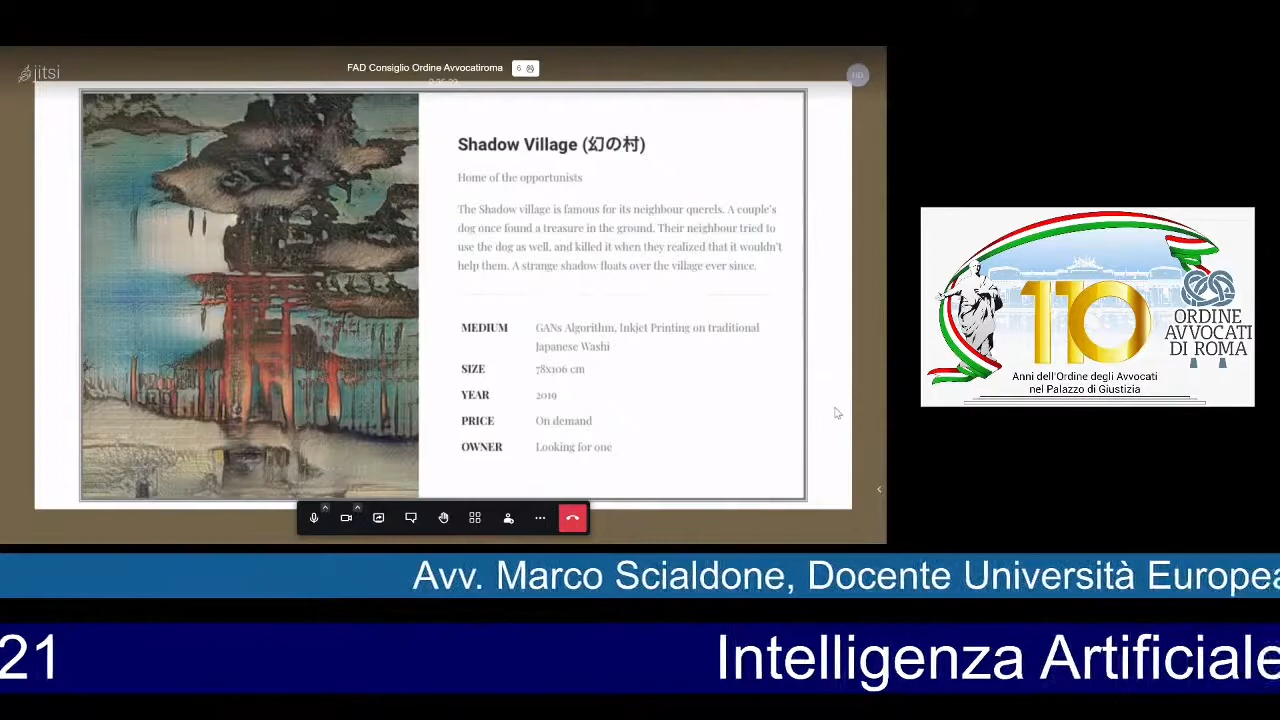 jitsi
FAD Consiglio Ordine Avvocatiroma
6
HD
Shadow Village (幻の村)
Home of the opportunists
The Shadow village is famous for its neighbour querels. A couple's
dog once found a treasure in the ground. Their neighbour tried to
use the dog as well, and killed it when they realized that it wouldn't
help them. A strange shadow floats over the village ever since.
MEDIUM GANs Algorithm, Inkjet Printing on traditional
Japanese Washi
SIZE 78x106 cm
YEAR 2019
PRICE On demand
OWNER Looking for one
110
ORDINE
AVVOCATI
DI ROMA
Anni dell'Ordine degli Avvocati
nel Palazzo di Giustizia
Avv. Marco Scialdone, Docente Università Europea
21 Intelligenza Artificiale